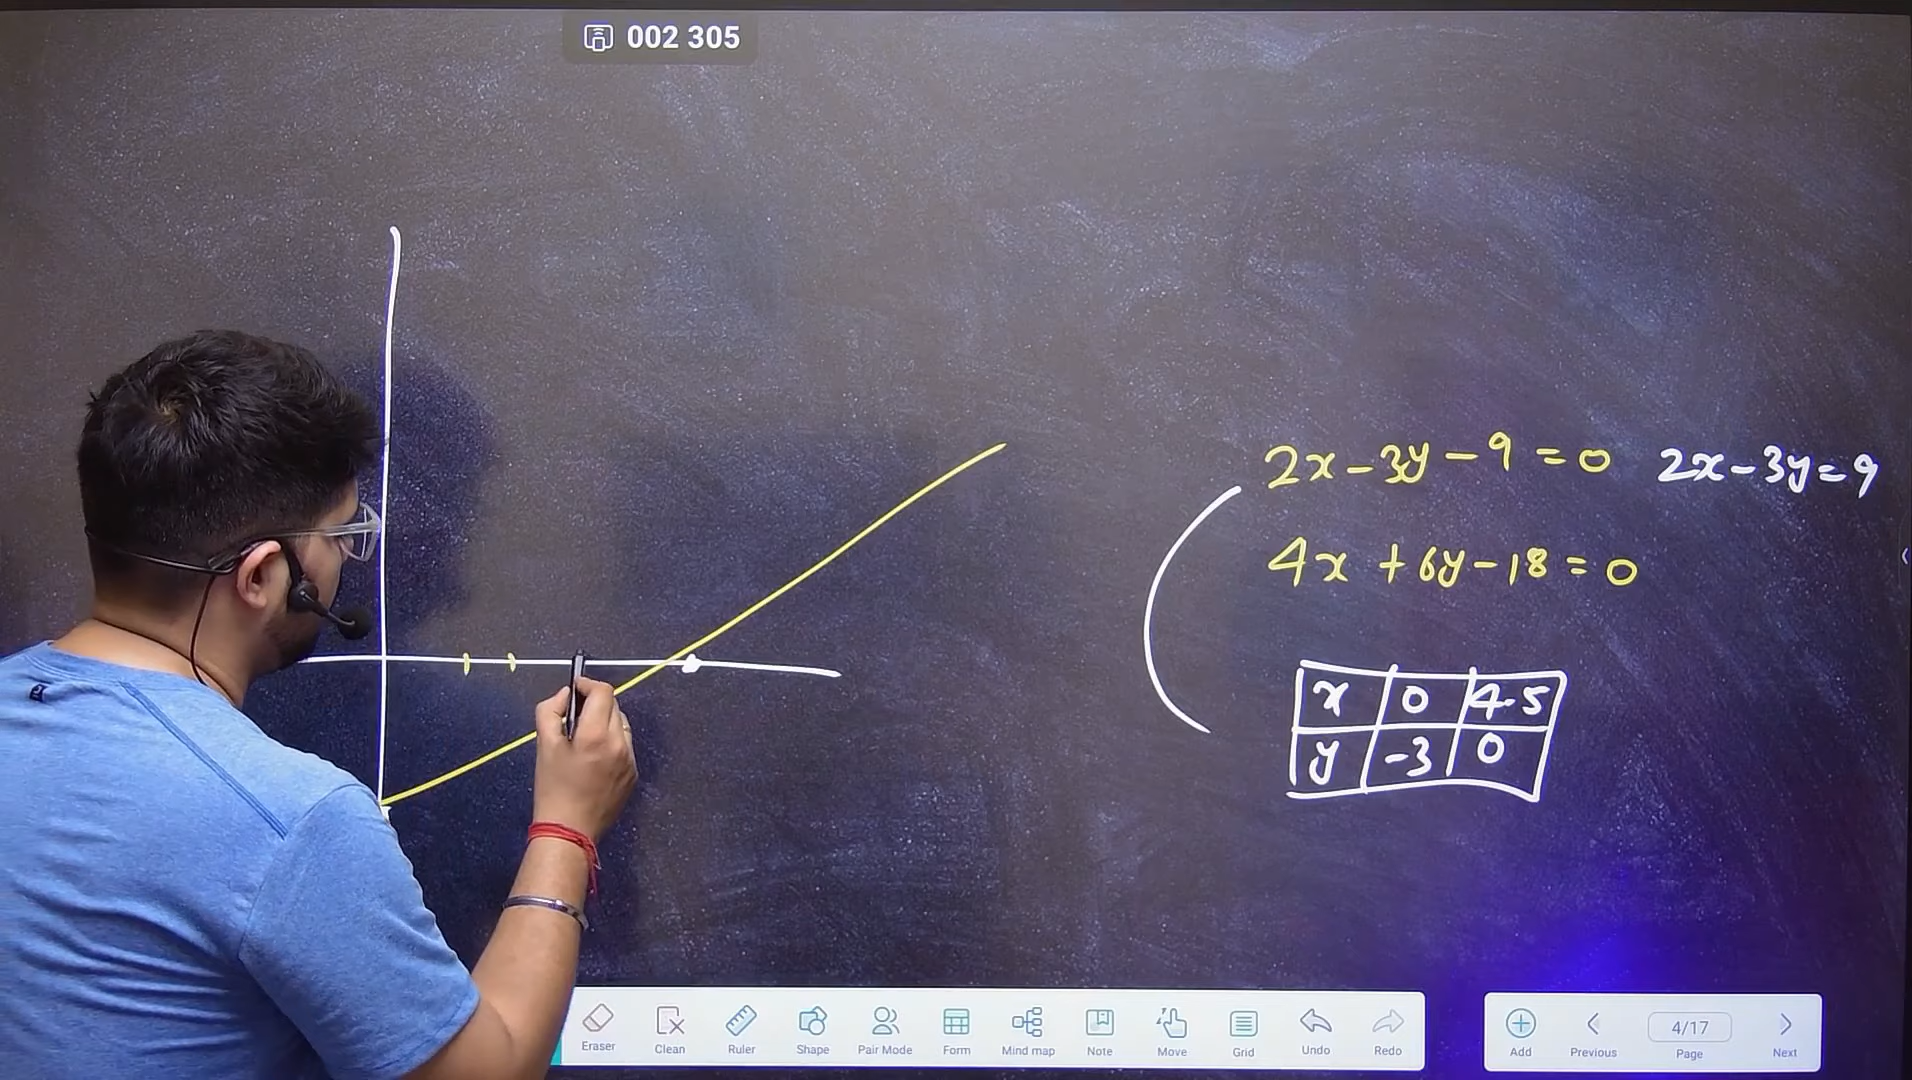 002 305
2x-3y-9=0 2x-3y=9
4x+6y-18=0
x 0 4.5
y -3 0
Eraser Clean Ruler Shape Pair Mode Form Mind map Note Move Grid Undo Redo
Add Previous 4/17 Page Next